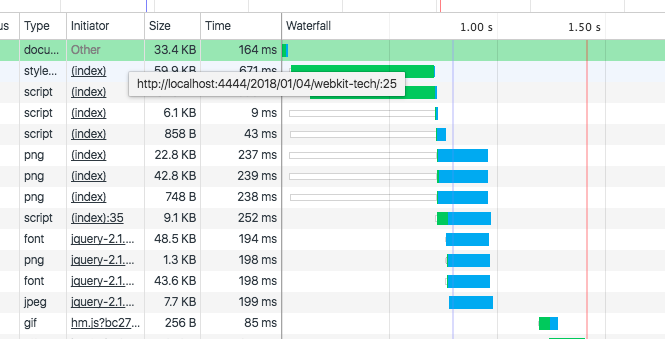 us Type Initiator Size Time Waterfall 1.00 s 1.50 s
docu... Other 33.4 KB 164 ms
style... (index) 59.9 KB 671 ms
script (index)
http://localhost:4444/2018/01/04/webkit-tech/:25
script (index) 6.1 KB 9 ms
script (index) 858 B 43 ms
png (index) 22.8 KB 237 ms
png (index) 42.8 KB 239 ms
png (index) 748 B 238 ms
script (index):35 9.1 KB 252 ms
font jquery-2.1.... 48.5 KB 194 ms
png jquery-2.1.... 1.3 KB 198 ms
font jquery-2.1.... 43.6 KB 198 ms
jpeg jquery-2.1.... 7.7 KB 199 ms
gif hm.js?bc27... 256 B 85 ms